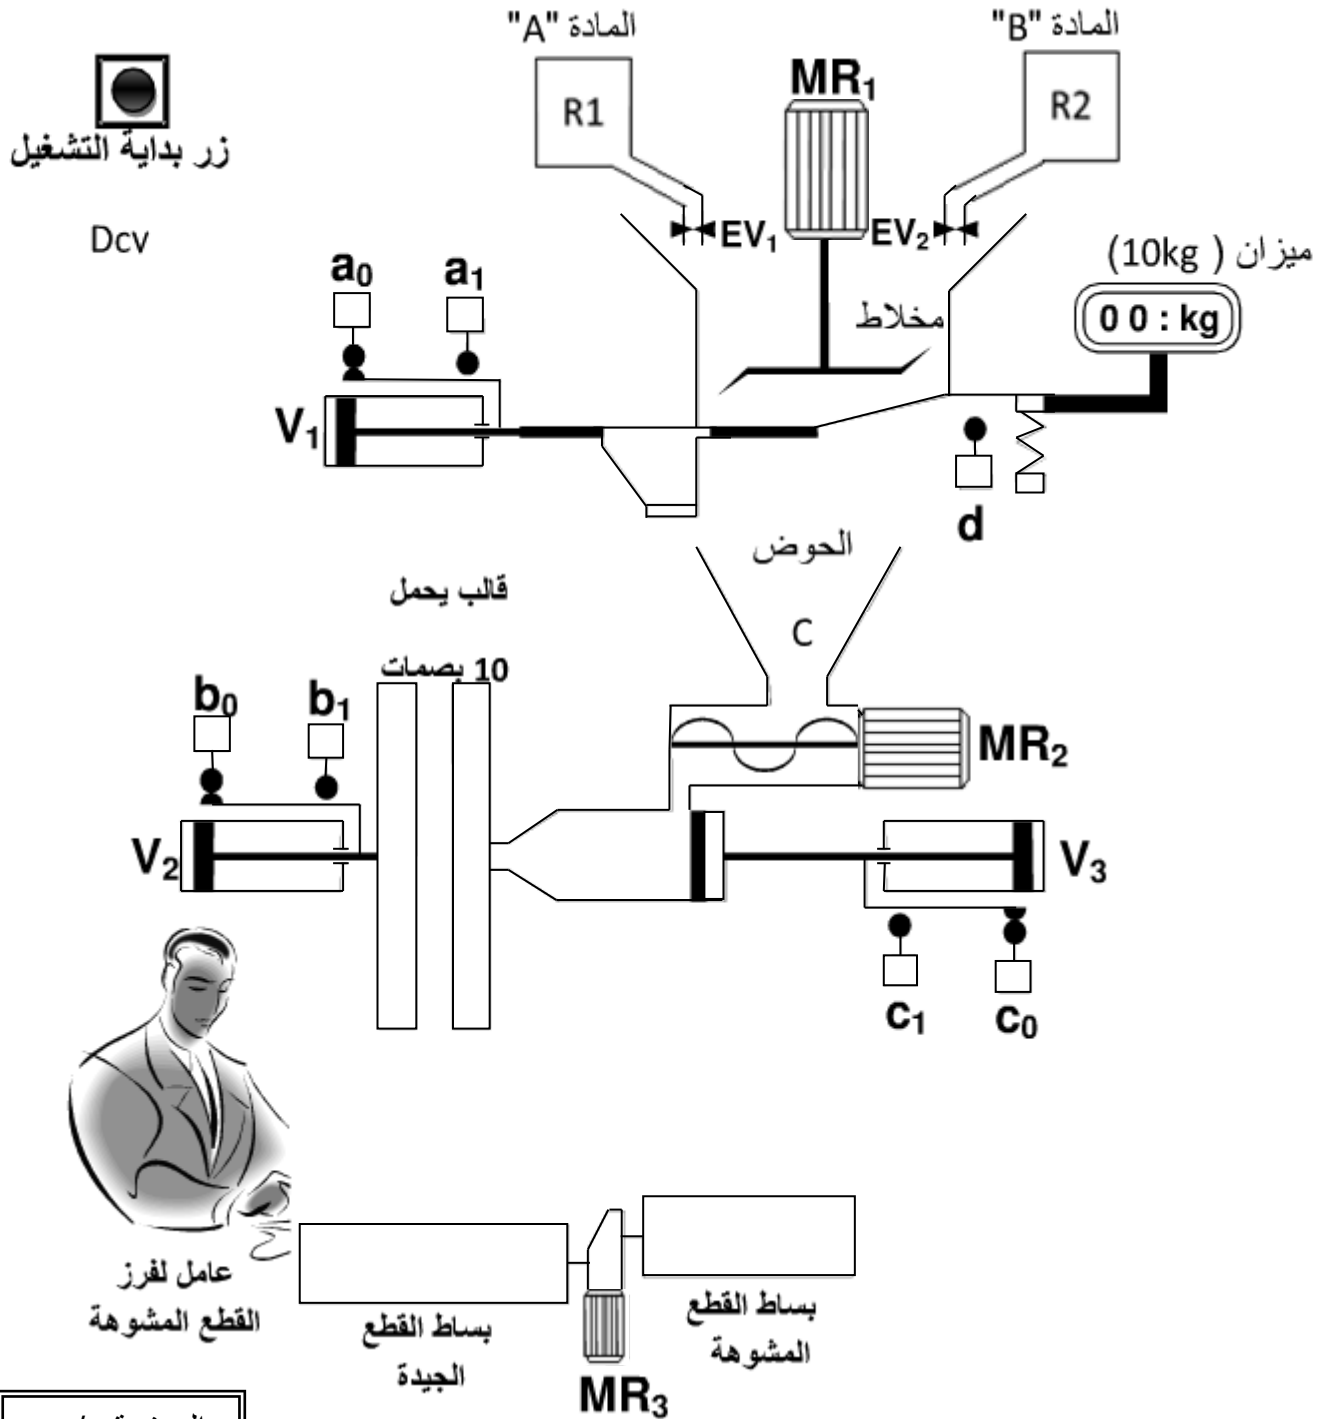 المادة "A"
المادة "B"
R1
MR1
R2
زر بداية التشغيل
Dcv
EV1
EV2
ميزان ( 10kg)
a0
a1
مخلاط
0 0 : kg
V1
d
الحوض
C
قالب يحمل
10 بصمات
b0
b1
MR2
V2
V3
c1
c0
عامل لفرز
القطع المشوهة
بساط القطع
الجيدة
بساط القطع
المشوهة
MR3